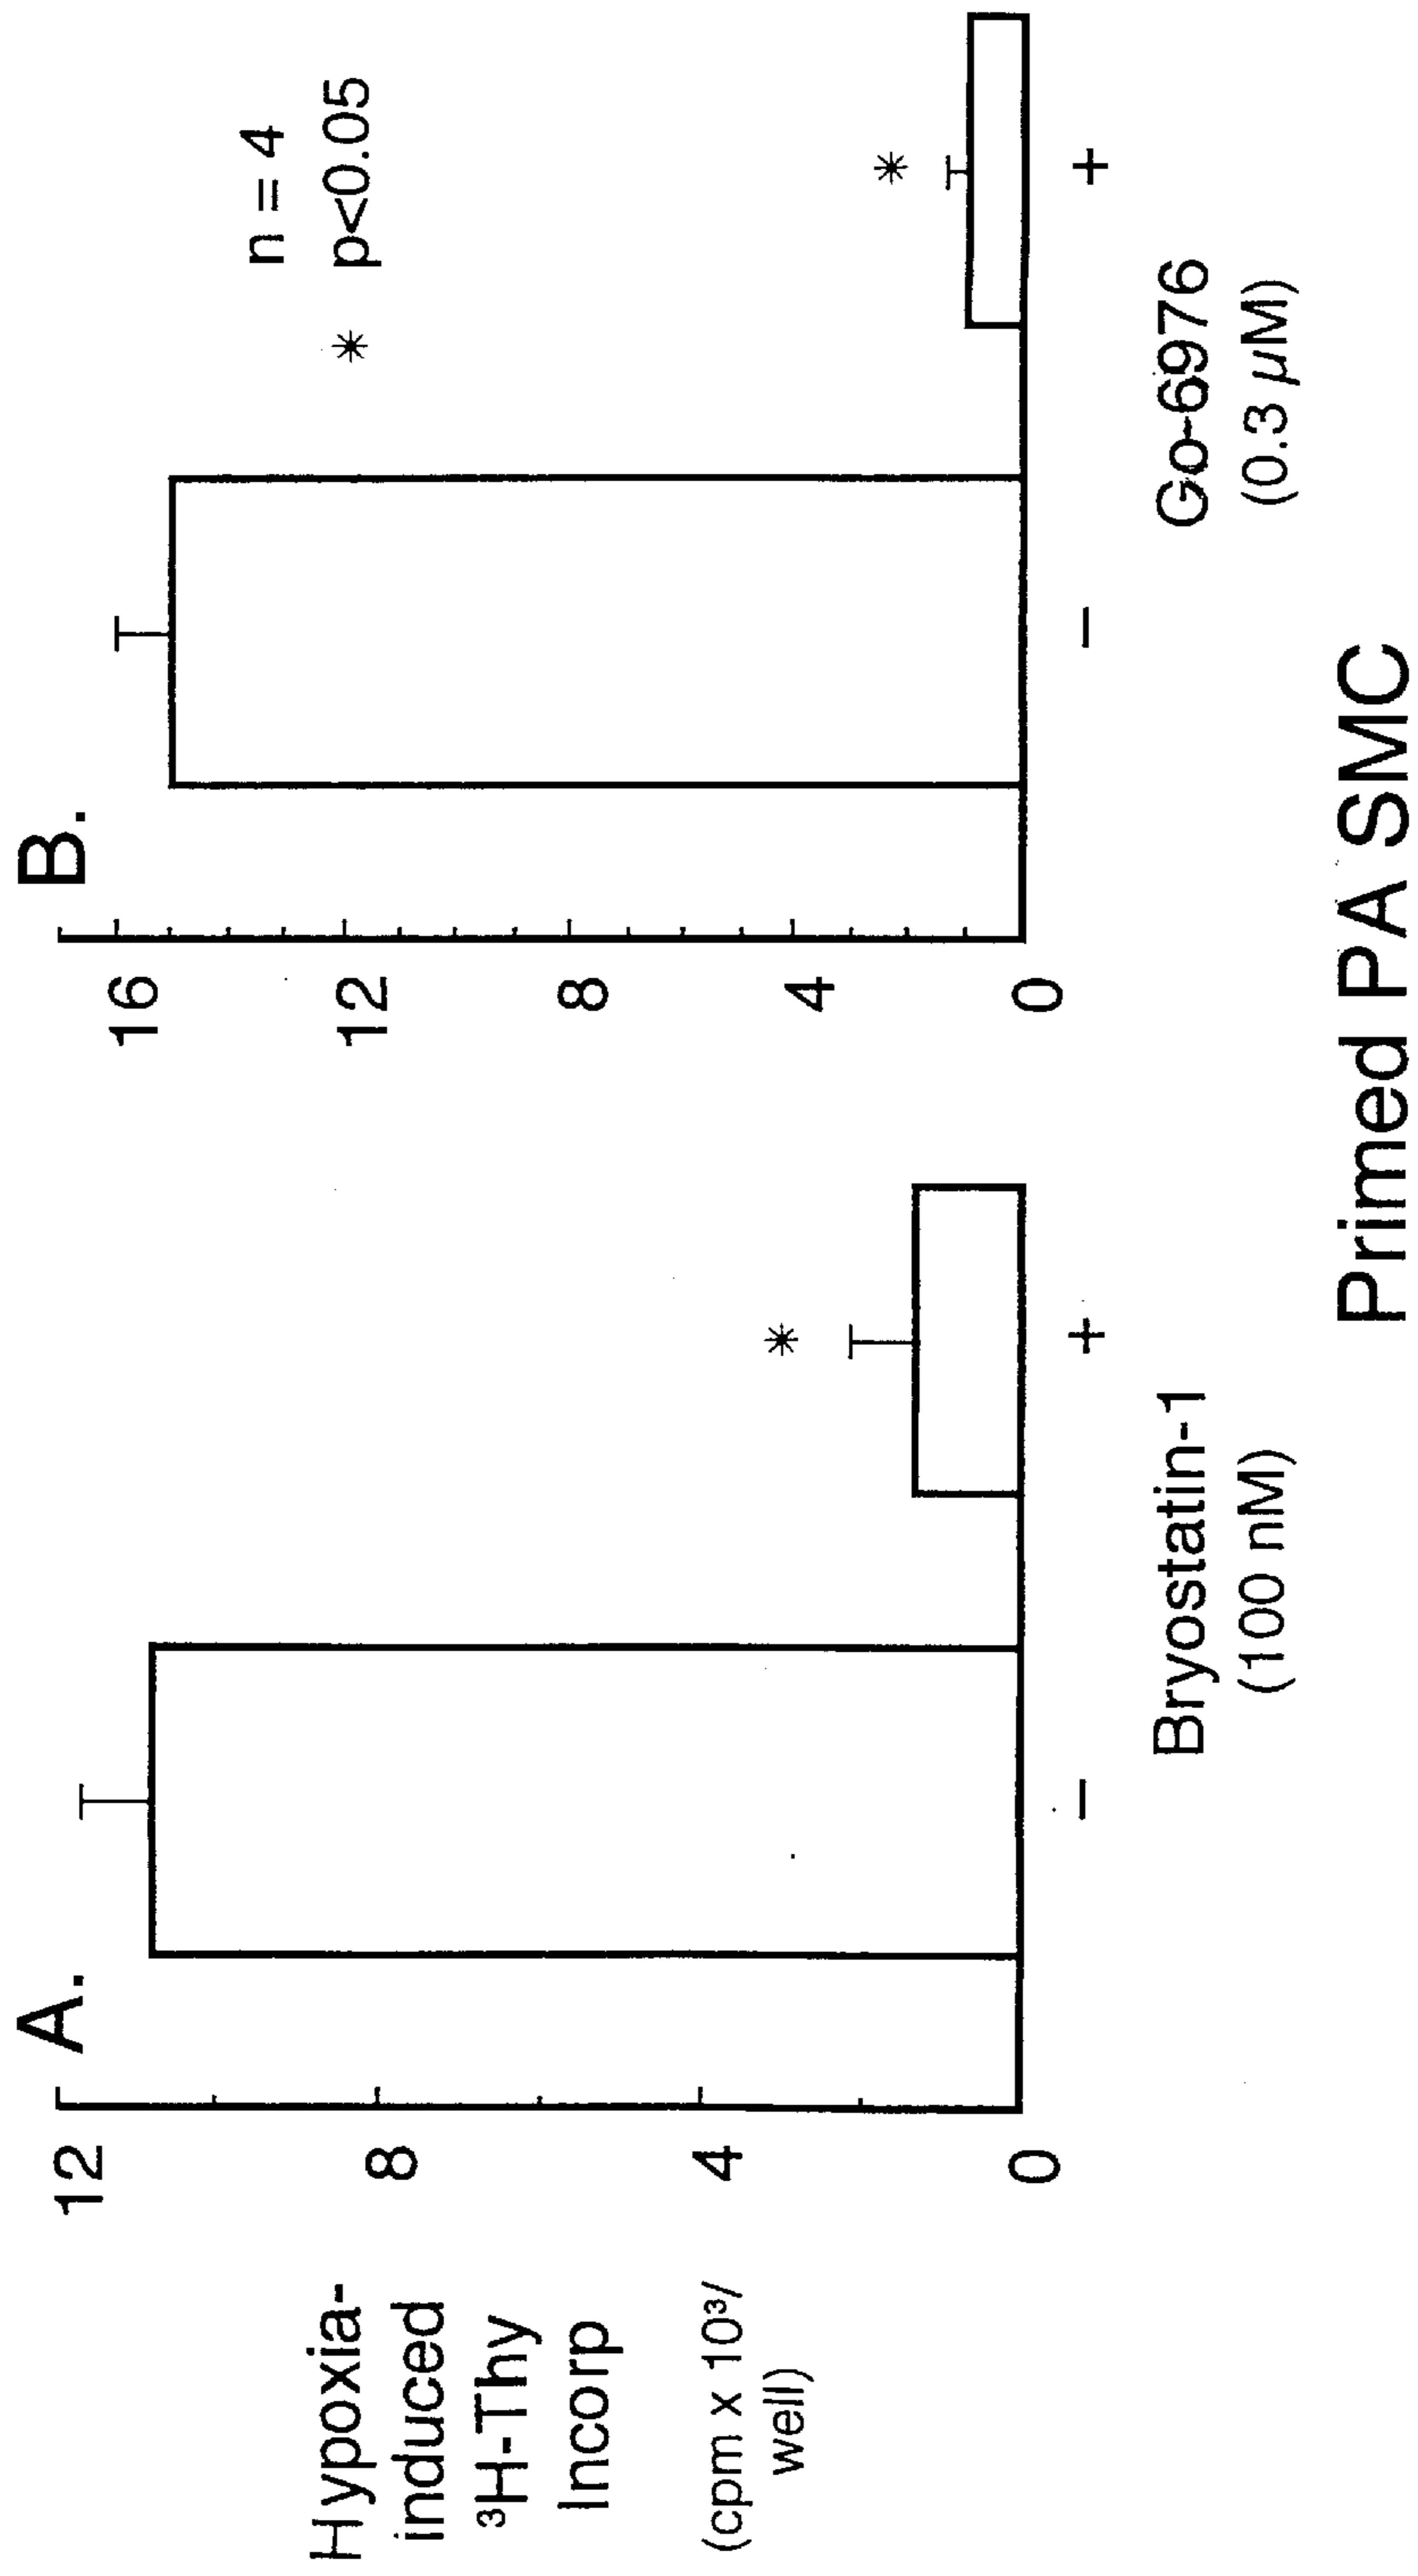 A.
Hypoxia-
induced
³H-Thy
Incorp
(cpm x 10³/
well)
12
8
4
0
*
− +
Bryostatin-1
(100 nM)
B.
n = 4
* p<0.05
16
12
8
4
0
*
− +
Go-6976
(0.3 µM)
Primed PA SMC